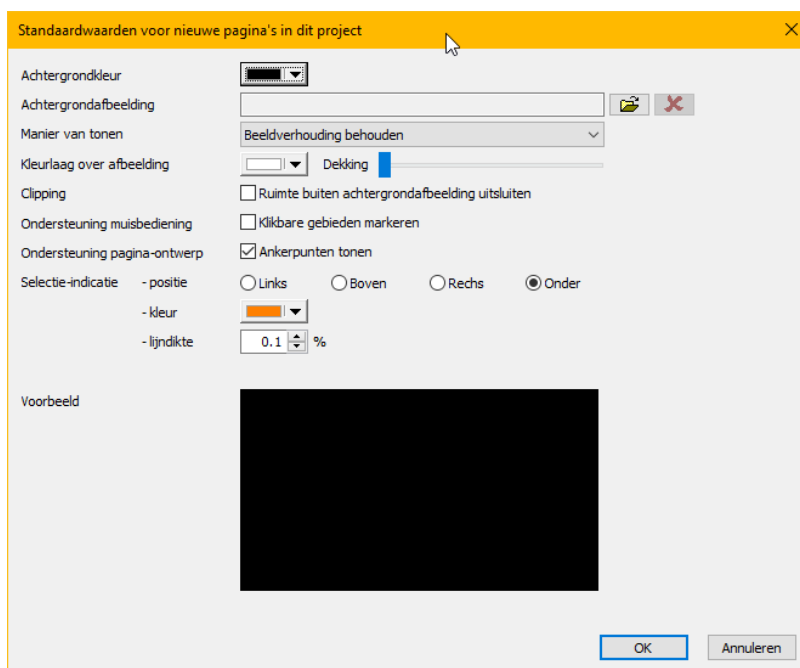 Standaardwaarden voor nieuwe pagina's in dit project
Achtergrondkleur
Achtergrondafbeelding
Manier van tonen Beeldverhouding behouden
Kleurlaag over afbeelding Dekking
Clipping Ruimte buiten achtergrondafbeelding uitsluiten
Ondersteuning muisbediening Klikbare gebieden markeren
Ondersteuning pagina-ontwerp Ankerpunten tonen
Selectie-indicatie - positie Links Boven Rechs Onder
- kleur
- lijndikte 0.1 %
Voorbeeld
OK Annuleren